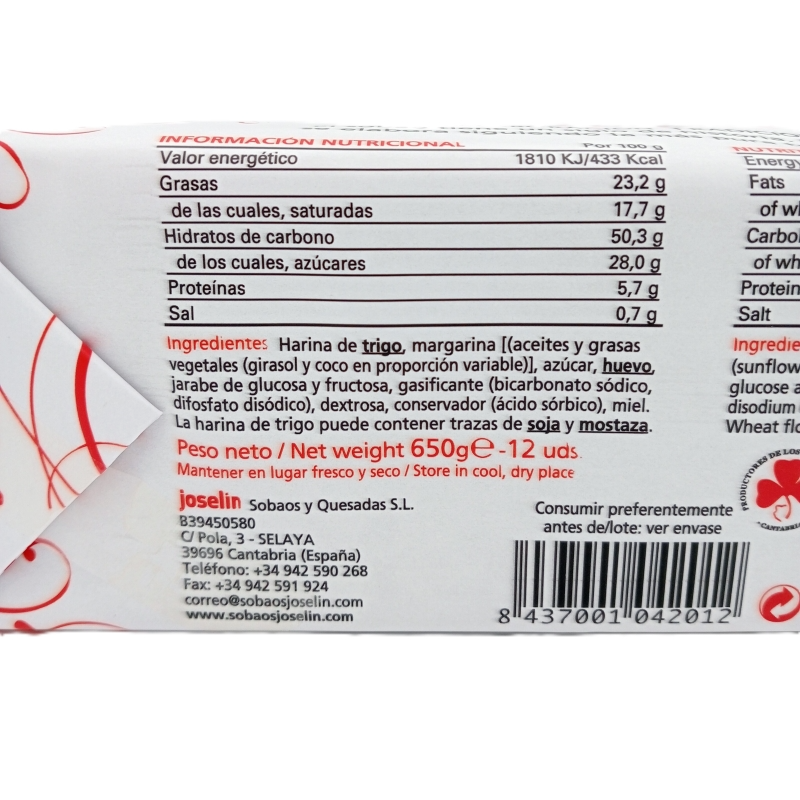 INFORMACIÓN NUTRICIONAL Por 100 g
Valor energético 1810 KJ/433 Kcal
Grasas 23,2 g
de las cuales, saturadas 17,7 g
Hidratos de carbono 50,3 g
de los cuales, azúcares 28,0 g
Proteínas 5,7 g
Sal 0,7 g
Ingredientes Harina de trigo, margarina [(aceites y grasas
vegetales (girasol y coco en proporción variable)], azúcar, huevo,
jarabe de glucosa y fructosa, gasificante (bicarbonato sódico,
difosfato disódico), dextrosa, conservador (ácido sórbico), miel.
La harina de trigo puede contener trazas de soja y mostaza.
Peso neto / Net weight 650g℮ -12 uds.
Mantener en lugar fresco y seco / Store in cool, dry place
joselin Sobaos y Quesadas S.L.
B39450580
C/ Pola, 3 - SELAYA
39696 Cantabria (España)
Teléfono: +34 942 590 268
Fax: +34 942 591 924
correo@sobaosjoselin.com
www.sobaosjoselin.com
Consumir preferentemente
antes de/lote: ver envase
8 437001 042012
Energy
Fats
of
Salt
(sunflow
glucose a
disodium
Wheat flo
PRODUCTORES DE LOS
CANTABRIA